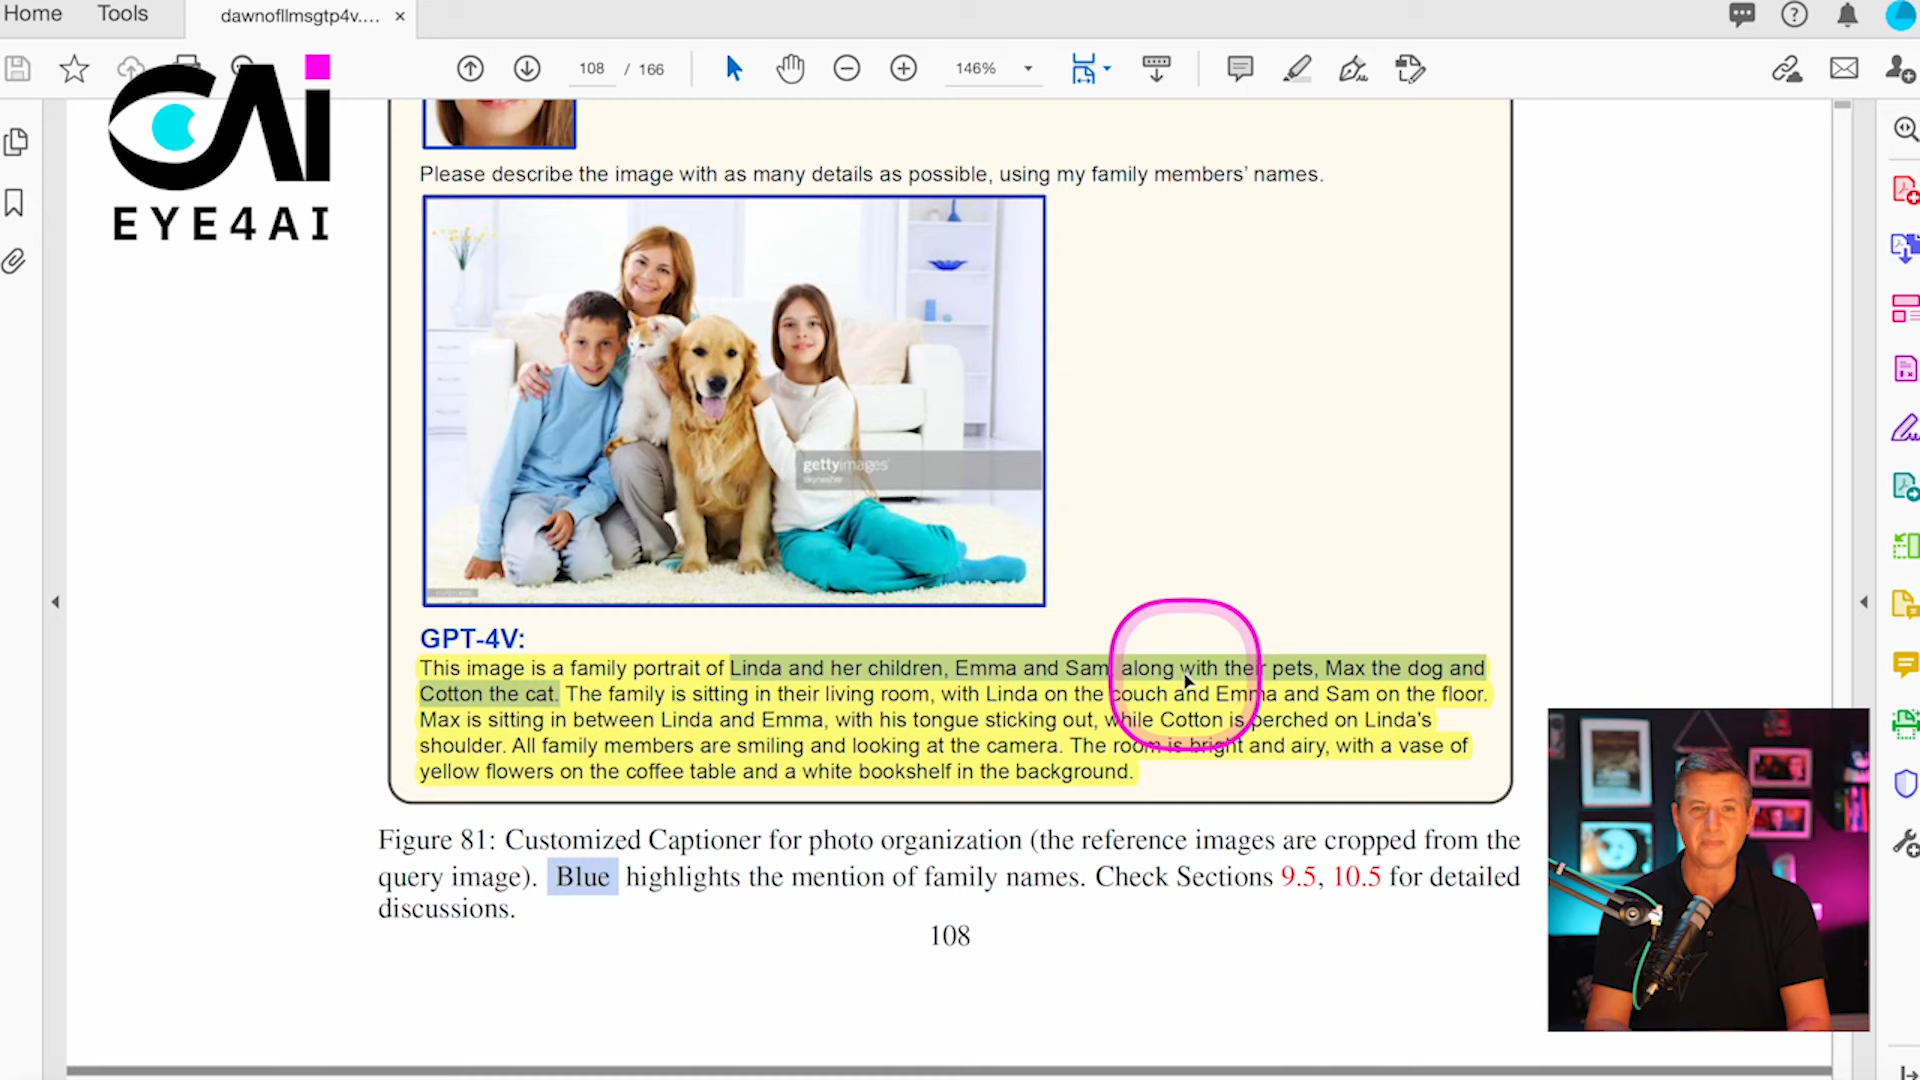 Home
Tools
dawnofllmsgtp4v.... ×
108 / 166
146%
EYE4AI
Please describe the image with as many details as possible, using my family members' names.
gettyimages®
skynesher
GPT-4V:
This image is a family portrait of Linda and her children, Emma and Sam, along with their pets, Max the dog and
Cotton the cat. The family is sitting in their living room, with Linda on the couch and Emma and Sam on the floor.
Max is sitting in between Linda and Emma, with his tongue sticking out, while Cotton is perched on Linda's
shoulder. All family members are smiling and looking at the camera. The room is bright and airy, with a vase of
yellow flowers on the coffee table and a white bookshelf in the background.
Figure 81: Customized Captioner for photo organization (the reference images are cropped from the
query image). Blue highlights the mention of family names. Check Sections 9.5, 10.5 for detailed
discussions.
108